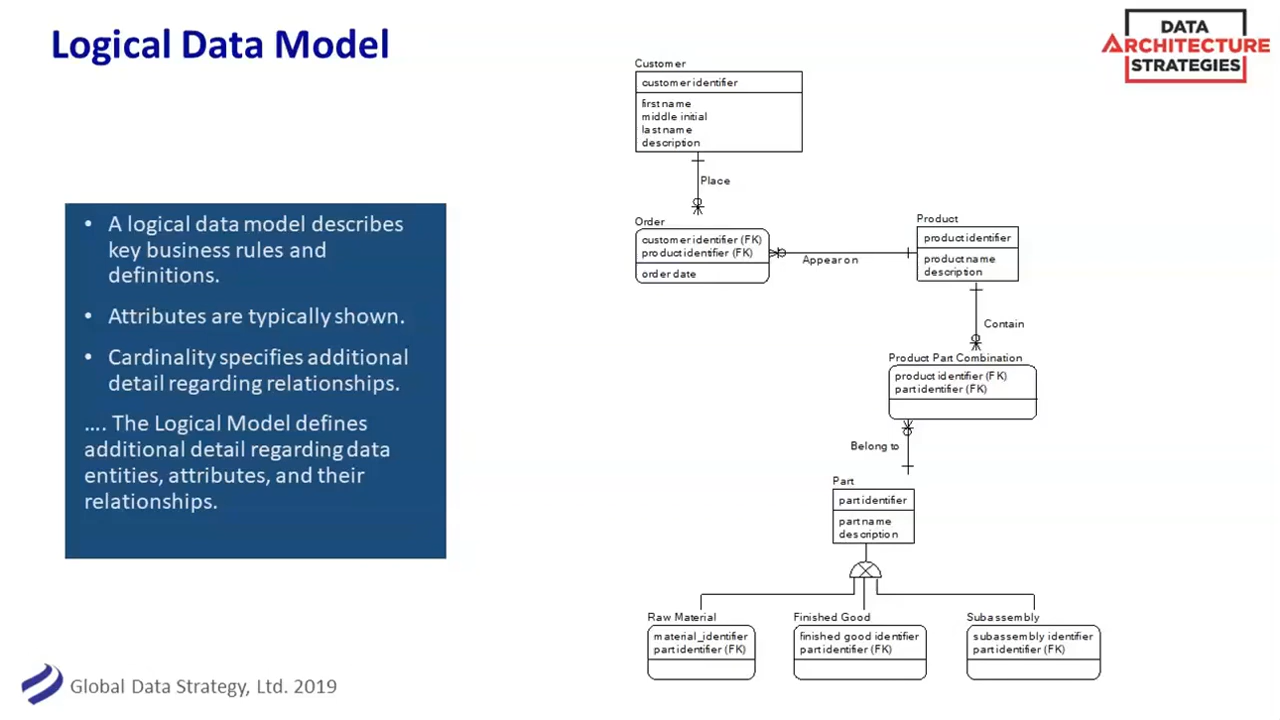 Logical Data Model
DATA
ARCHITECTURE
STRATEGIES
• A logical data model describes
key business rules and
definitions.
• Attributes are typically shown.
• Cardinality specifies additional
detail regarding relationships.
.... The Logical Model defines
additional detail regarding data
entities, attributes, and their
relationships.
Customer
customer identifier
first name
middle initial
last name
description
Place
Order
customer identifier (FK)
product identifier (FK)
order date
Appear on
Product
product identifier
product name
description
Contain
Product Part Combination
product identifier (FK)
part identifier (FK)
Belong to
Part
part identifier
part name
description
Raw Material
material_identifier
part identifier (FK)
Finished Good
finished good identifier
part identifier (FK)
Subassembly
subassembly identifier
part identifier (FK)
Global Data Strategy, Ltd. 2019